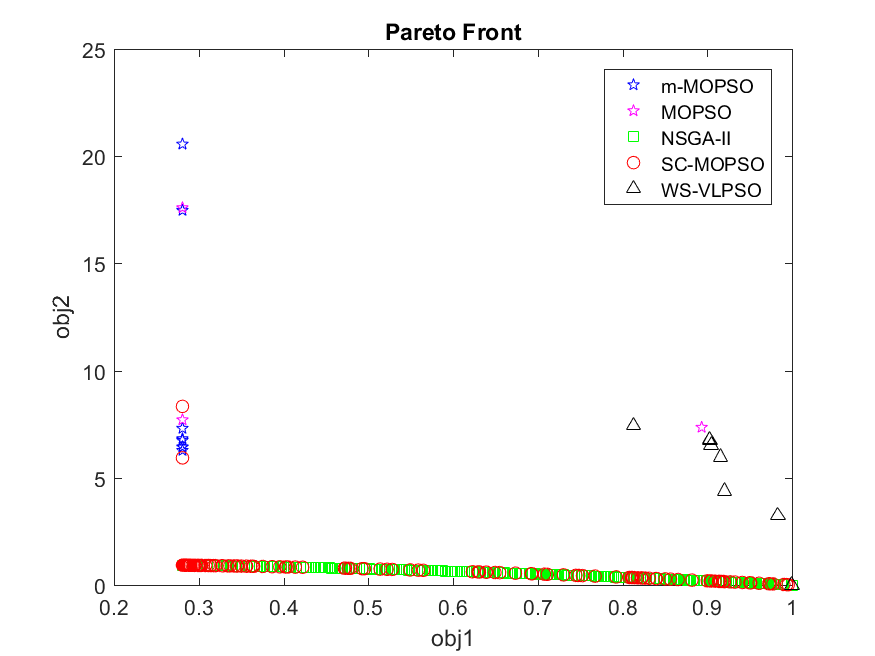 Pareto Front
25
20
15
10
5
0
obj2
m-MOPSO
MOPSO
NSGA-II
SC-MOPSO
WS-VLPSO
0.2 0.3 0.4 0.5 0.6 0.7 0.8 0.9 1
obj1